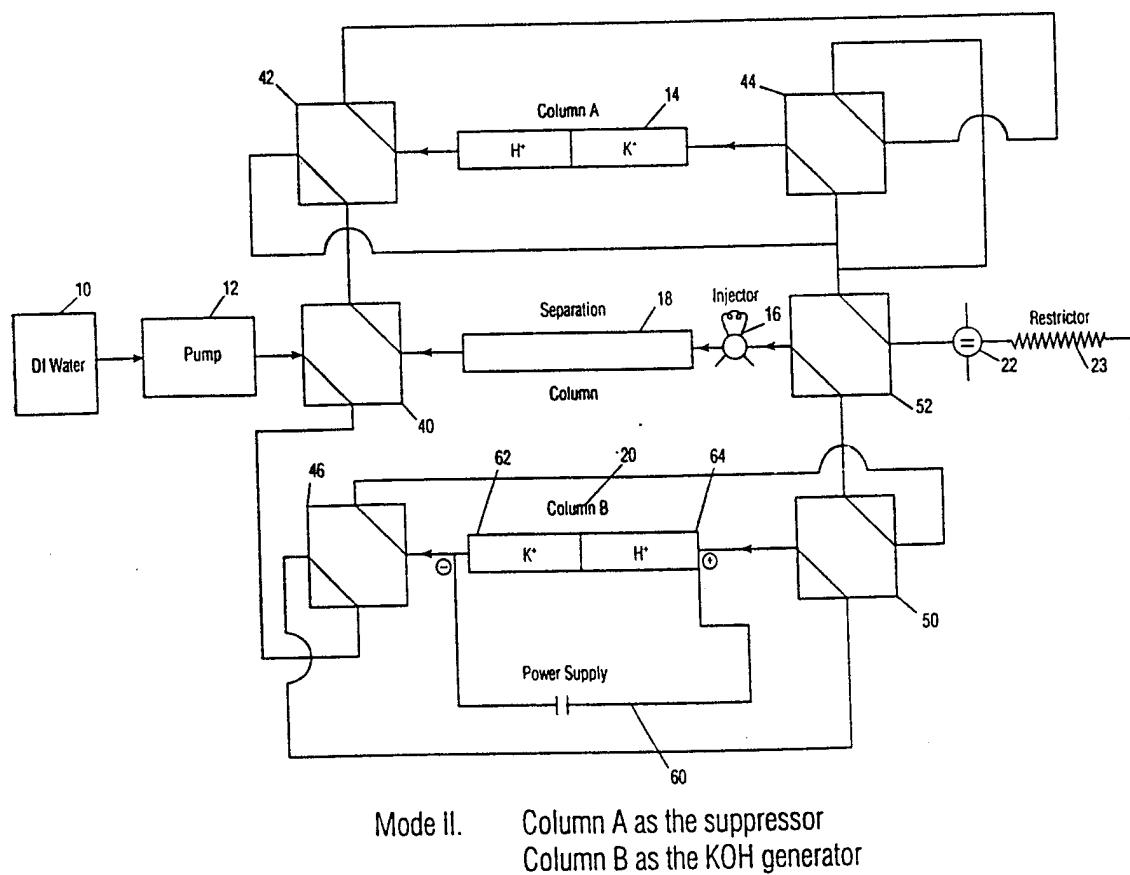 42
Column A
14
44
H⁺
K⁺
10
12
Separation
18
Injector
16
Restrictor
DI Water
Pump
=
22
23
Column
40
52
46
62
20
64
Column B
K⁺
H⁺
−
+
50
Power Supply
60
Mode II. Column A as the suppressor
Column B as the KOH generator